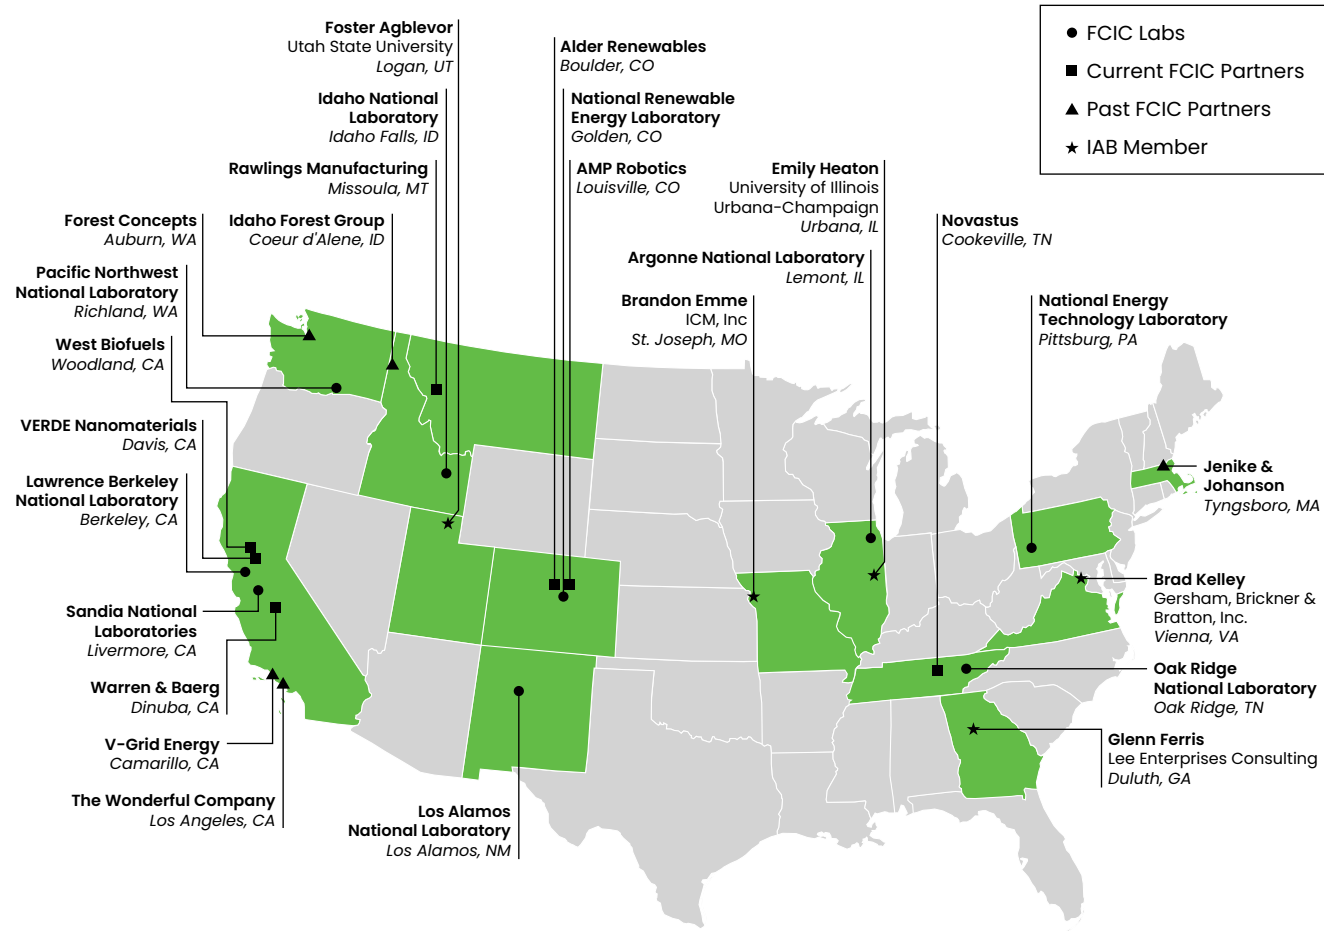 Foster Agblevor
Utah State University
Logan, UT
Idaho National
Laboratory
Idaho Falls, ID
Rawlings Manufacturing
Missoula, MT
Forest Concepts
Auburn, WA
Idaho Forest Group
Coeur d'Alene, ID
Pacific Northwest
National Laboratory
Richland, WA
West Biofuels
Woodland, CA
VERDE Nanomaterials
Davis, CA
Lawrence Berkeley
National Laboratory
Berkeley, CA
Sandia National
Laboratories
Livermore, CA
Warren & Baerg
Dinuba, CA
V-Grid Energy
Camarillo, CA
The Wonderful Company
Los Angeles, CA
Los Alamos
National Laboratory
Los Alamos, NM
Alder Renewables
Boulder, CO
National Renewable
Energy Laboratory
Golden, CO
AMP Robotics
Louisville, CO
Emily Heaton
University of Illinois
Urbana-Champaign
Urbana, IL
Argonne National Laboratory
Lemont, IL
Brandon Emme
ICM, Inc
St. Joseph, MO
Novastus
Cookeville, TN
National Energy
Technology Laboratory
Pittsburg, PA
Jenike &
Johanson
Tyngsboro, MA
Brad Kelley
Gersham, Brickner &
Bratton, Inc.
Vienna, VA
Oak Ridge
National Laboratory
Oak Ridge, TN
Glenn Ferris
Lee Enterprises Consulting
Duluth, GA
FCIC Labs
Current FCIC Partners
Past FCIC Partners
IAB Member